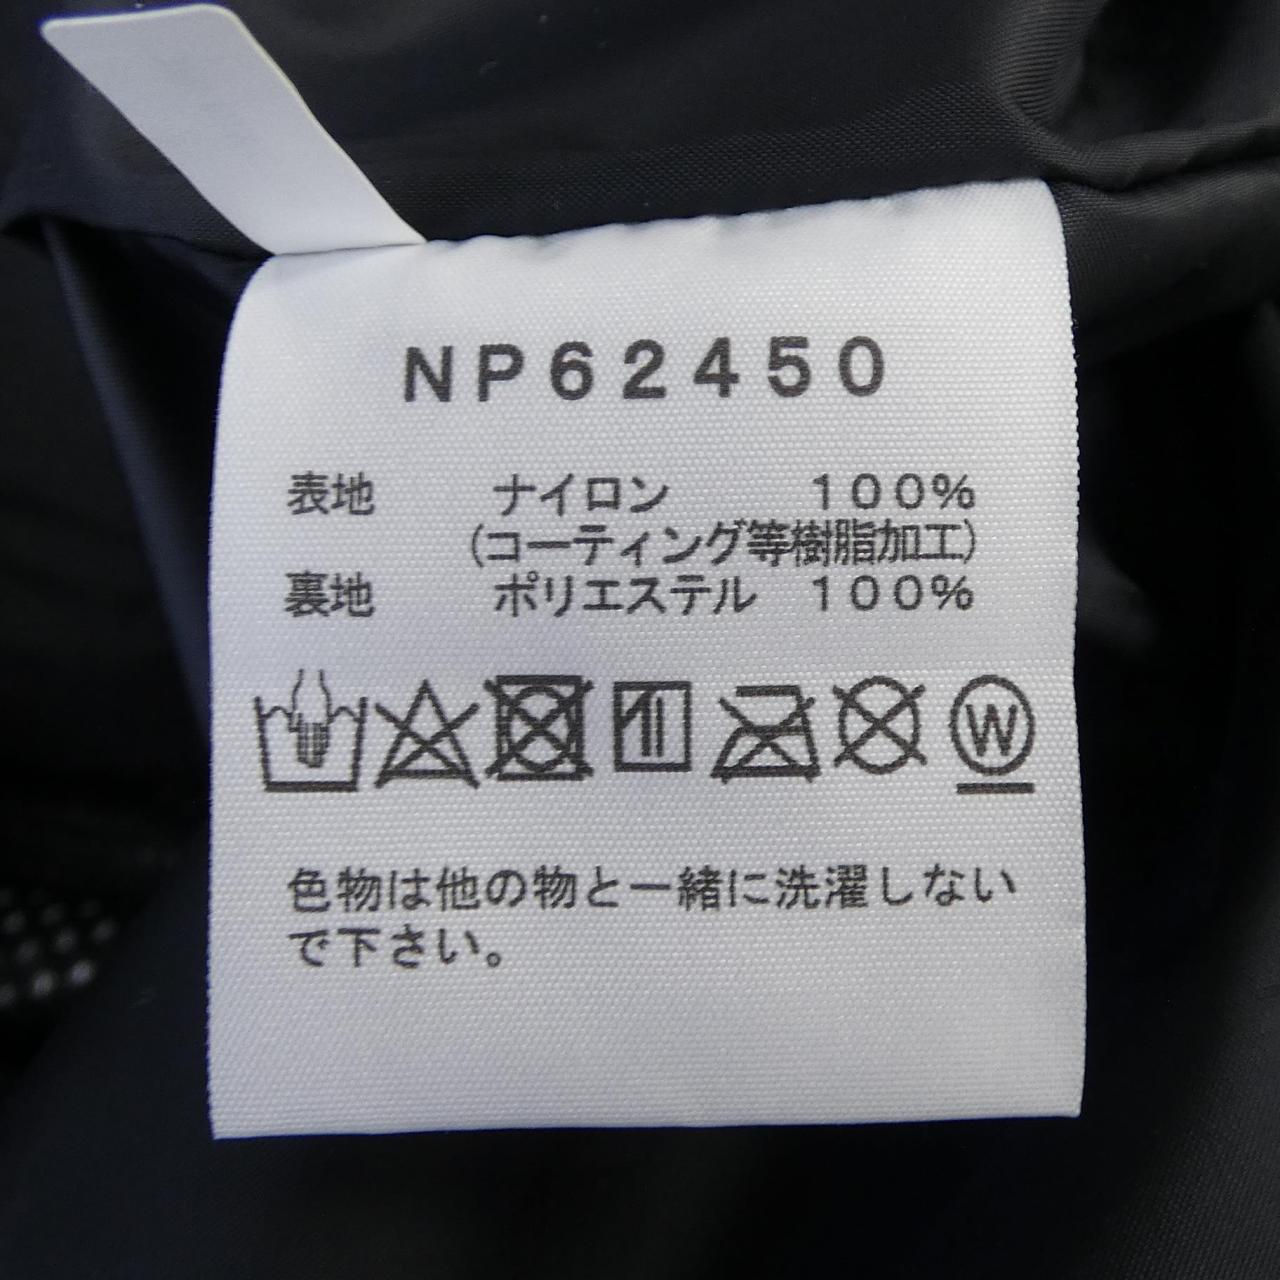 NP62450
表地 ナイロン 100%
(コーティング等樹脂加工)
裏地 ポリエステル 100%
W
色物は他の物と一緒に洗濯しない
で下さい。